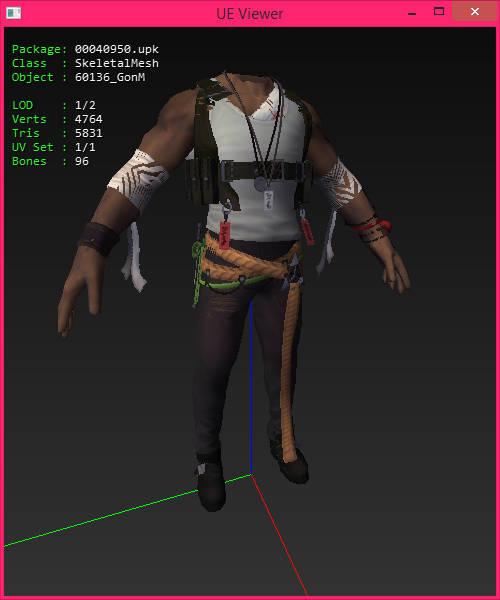 UE Viewer
Package: 00040950.upk
Class : SkeletalMesh
Object : 60136_GonM
LOD : 1/2
Verts : 4764
Tris : 5831
UV Set : 1/1
Bones : 96